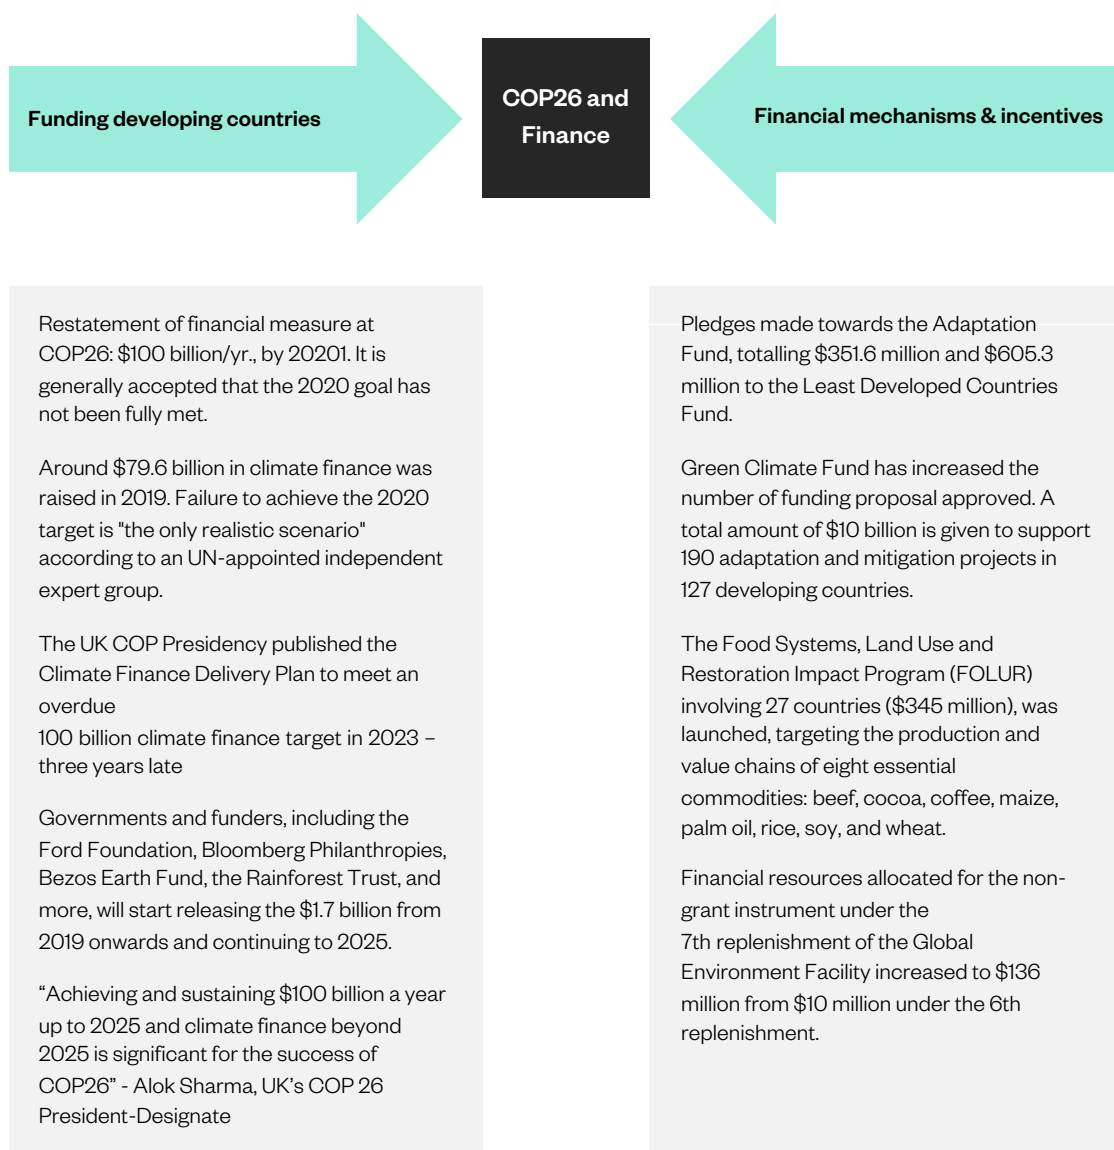 Funding developing countries
COP26 and
Finance
Financial mechanisms & incentives
Restatement of financial measure at
COP26: $100 billion/yr., by 20201. It is
generally accepted that the 2020 goal has
not been fully met.
Around $79.6 billion in climate finance was
raised in 2019. Failure to achieve the 2020
target is "the only realistic scenario"
according to an UN-appointed independent
expert group.
The UK COP Presidency published the
Climate Finance Delivery Plan to meet an
overdue
100 billion climate finance target in 2023 –
three years late
Governments and funders, including the
Ford Foundation, Bloomberg Philanthropies,
Bezos Earth Fund, the Rainforest Trust, and
more, will start releasing the $1.7 billion from
2019 onwards and continuing to 2025.
“Achieving and sustaining $100 billion a year
up to 2025 and climate finance beyond
2025 is significant for the success of
COP26” - Alok Sharma, UK’s COP 26
President-Designate
Pledges made towards the Adaptation
Fund, totalling $351.6 million and $605.3
million to the Least Developed Countries
Fund.
Green Climate Fund has increased the
number of funding proposal approved. A
total amount of $10 billion is given to support
190 adaptation and mitigation projects in
127 developing countries.
The Food Systems, Land Use and
Restoration Impact Program (FOLUR)
involving 27 countries ($345 million), was
launched, targeting the production and
value chains of eight essential
commodities: beef, cocoa, coffee, maize,
palm oil, rice, soy, and wheat.
Financial resources allocated for the non-
grant instrument under the
7th replenishment of the Global
Environment Facility increased to $136
million from $10 million under the 6th
replenishment.